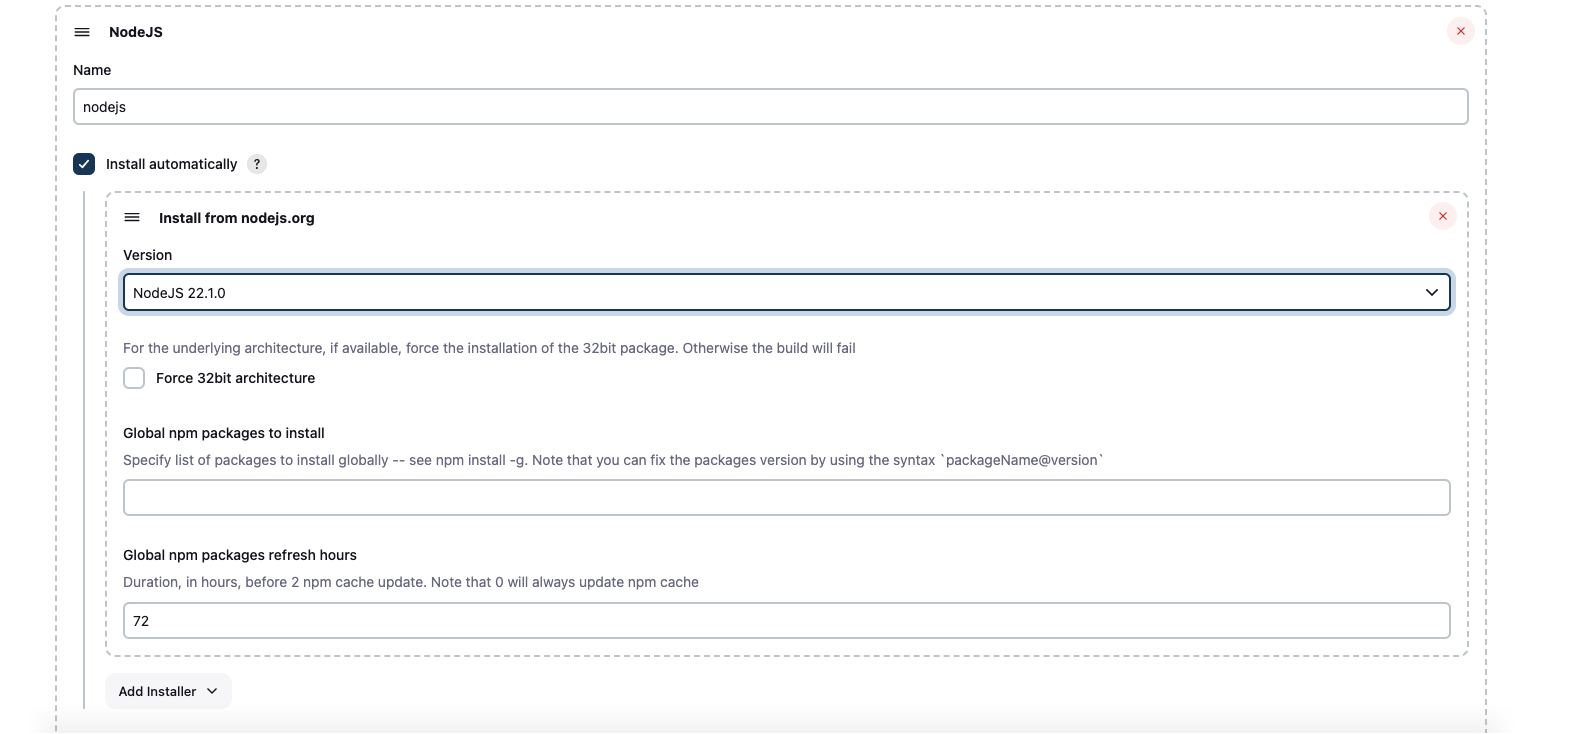 NodeJS
Name
nodejs
Install automatically ?
Install from nodejs.org
Version
NodeJS 22.1.0
For the underlying architecture, if available, force the installation of the 32bit package. Otherwise the build will fail
Force 32bit architecture
Global npm packages to install
Specify list of packages to install globally -- see npm install -g. Note that you can fix the packages version by using the syntax `packageName@version`
Global npm packages refresh hours
Duration, in hours, before 2 npm cache update. Note that 0 will always update npm cache
72
Add Installer